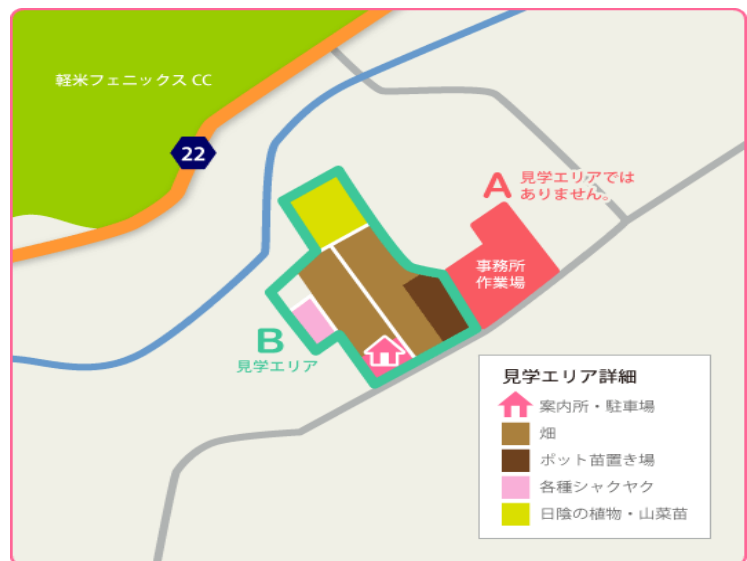 軽米フェニックス CC
22
A
見学エリアでは
ありません。
事務所
作業場
B
見学エリア
見学エリア詳細
案内所・駐車場
畑
ポット苗置き場
各種シャクヤク
日陰の植物・山菜苗